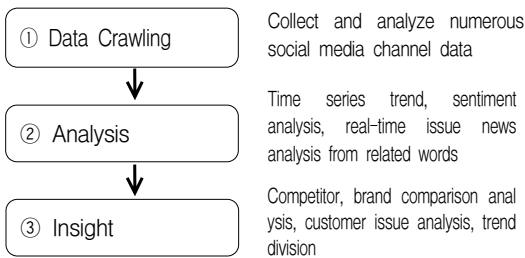 ① Data Crawling
Collect and analyze numerous
social media channel data
② Analysis
Time series trend, sentiment
analysis, real-time issue news
analysis from related words
③ Insight
Competitor, brand comparison anal
ysis, customer issue analysis, trend
division